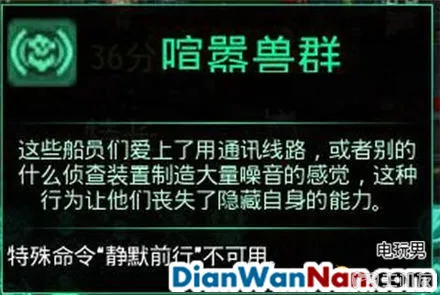 36分
喧嚣兽群
这些船员们爱上了用通讯线路，或者别的
什么侦查装置制造大量噪音的感觉，这种
行为让他们丧失了隐藏自身的能力。
特殊命令“静默前行”不可用
电玩男
DianWanNan.com